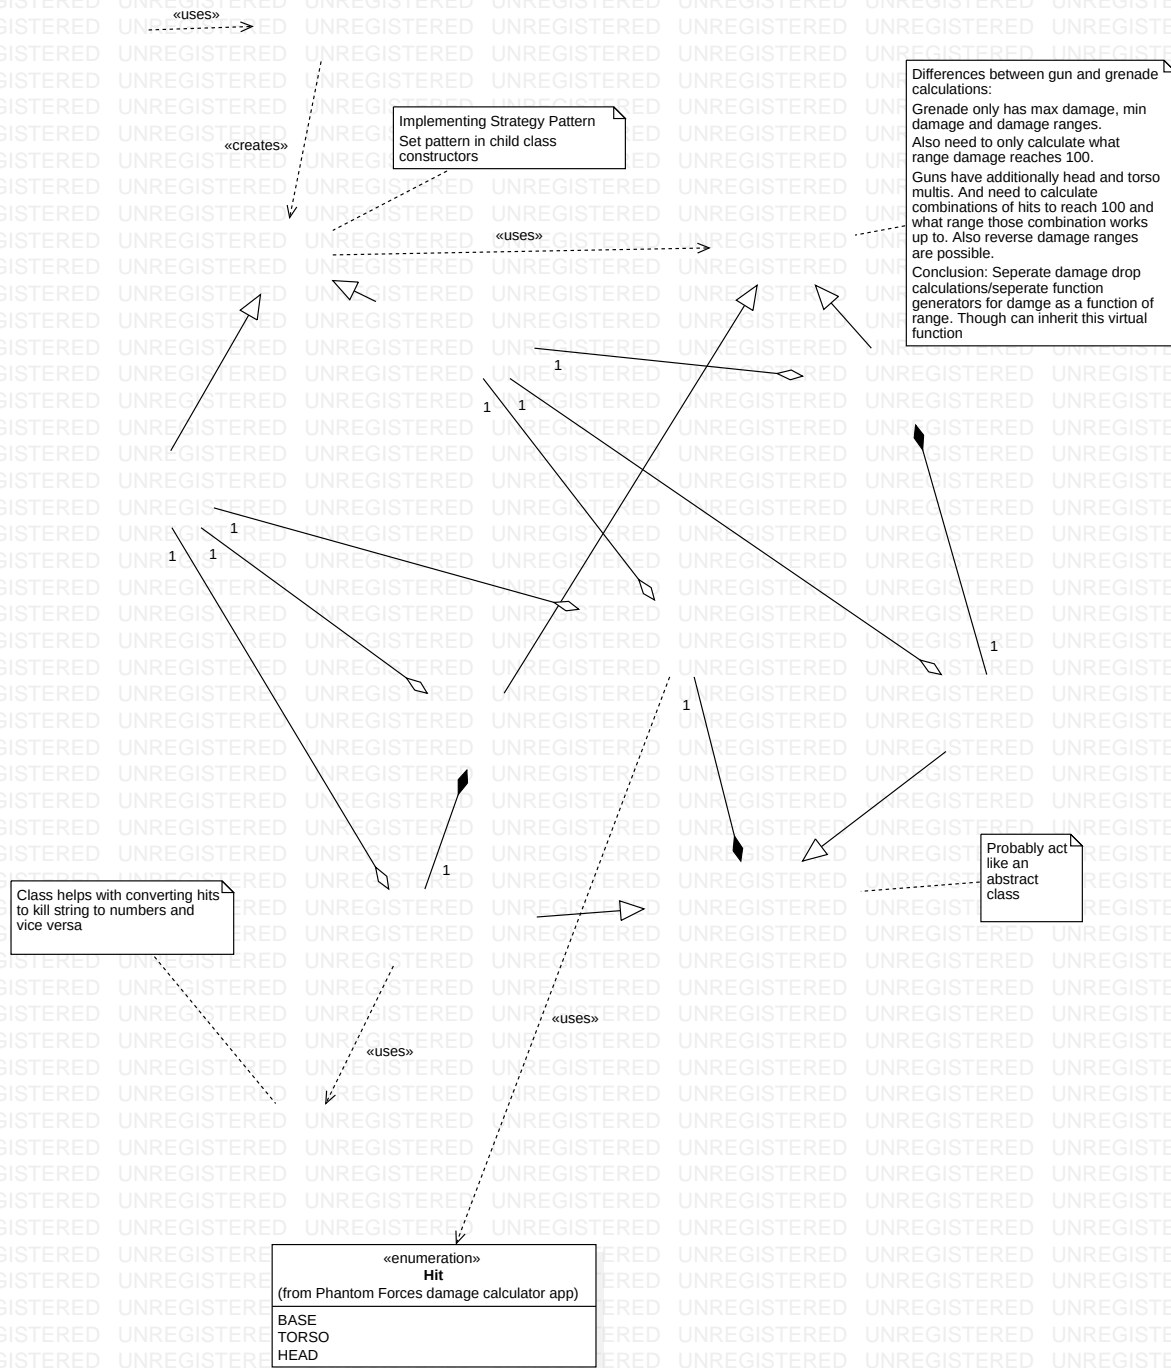 «uses»
Differences between gun and grenade
calculations:
Grenade only has max damage, min
damage and damage ranges.
Also need to only calculate what
range damage reaches 100.
Guns have additionally head and torso
multis. And need to calculate
combinations of hits to reach 100 and
what range those combination works
up to. Also reverse damage ranges
are possible.
Conclusion: Seperate damage drop
calculations/seperate function
generators for damge as a function of
range. Though can inherit this virtual
function
Implementing Strategy Pattern
Set pattern in child class
constructors
«creates»
«uses»
1
1
1
1
1
1
1
1
1
Probably act
like an
abstract
class
1
Class helps with converting hits
to kill string to numbers and
vice versa
«uses»
«uses»
«enumeration»
Hit
(from Phantom Forces damage calculator app)
BASE
TORSO
HEAD
UNREGISTERED